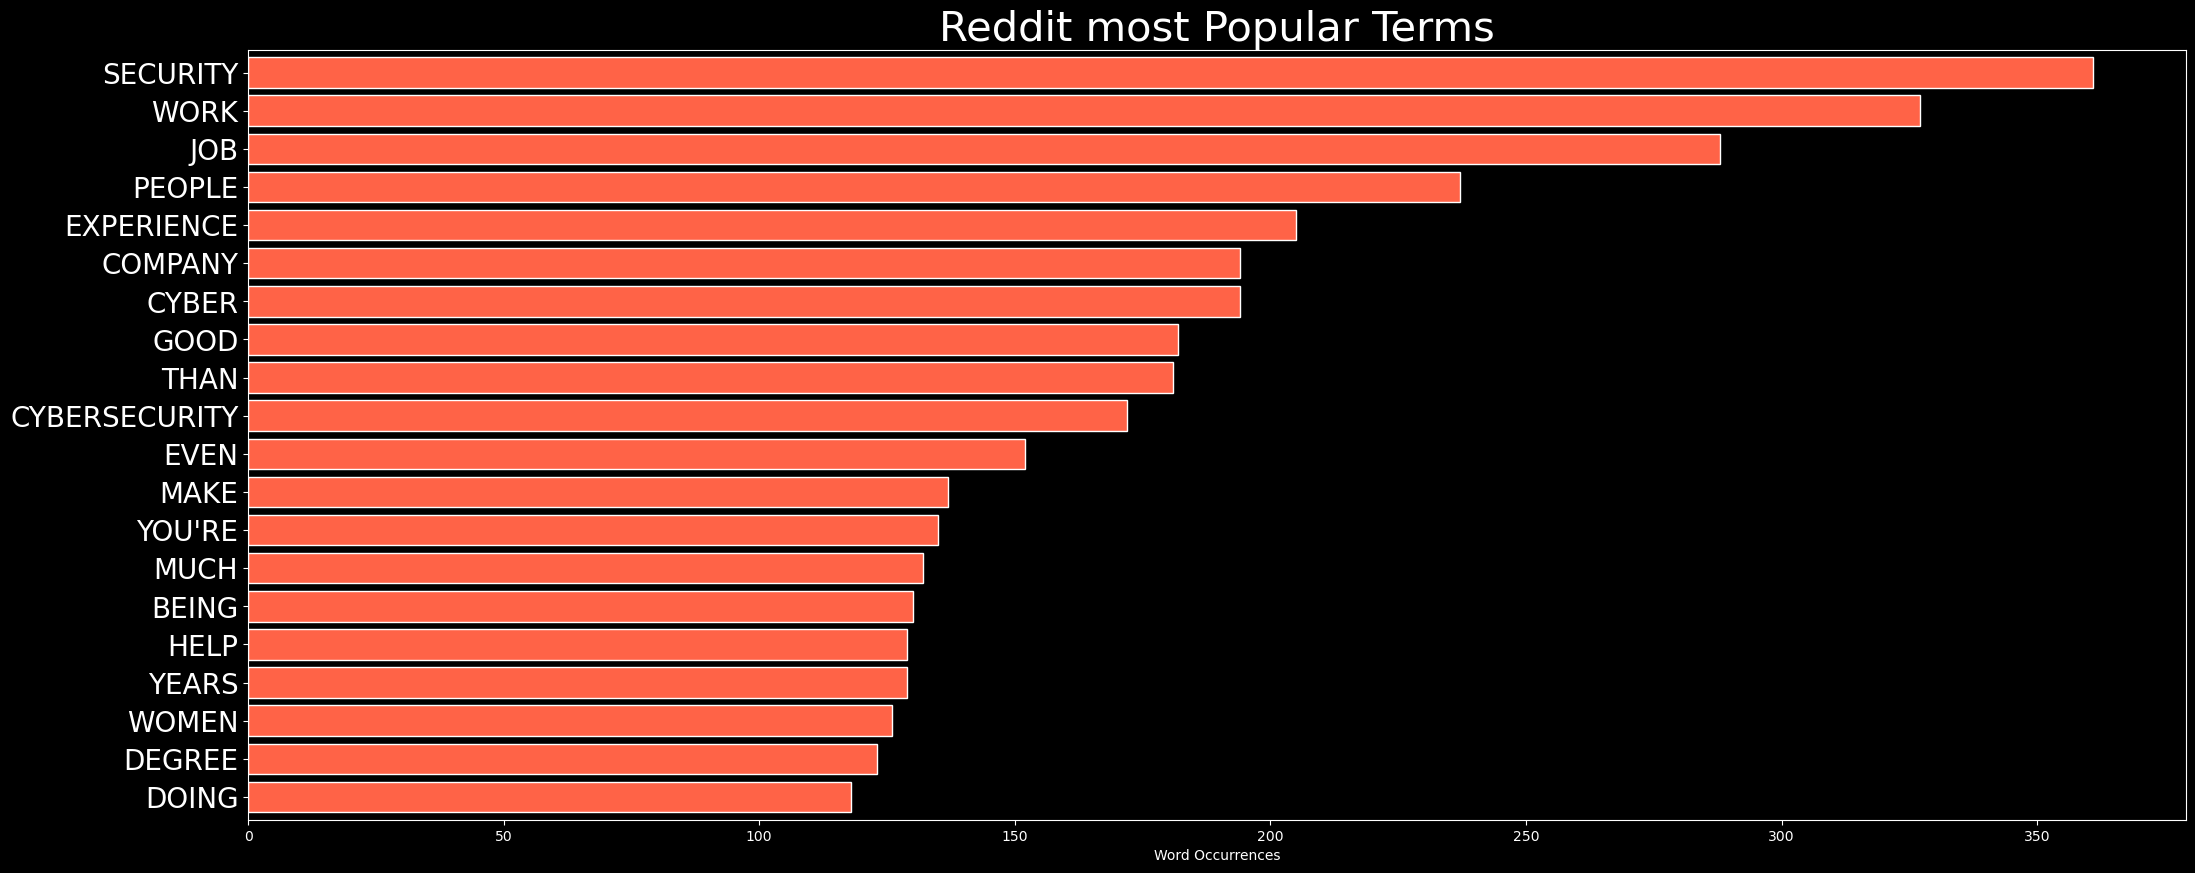 Reddit most Popular Terms
SECURITY
WORK
JOB
PEOPLE
EXPERIENCE
COMPANY
CYBER
GOOD
THAN
CYBERSECURITY
EVEN
MAKE
YOU'RE
MUCH
BEING
HELP
YEARS
WOMEN
DEGREE
DOING
0 50 100 150 200 250 300 350
Word Occurrences